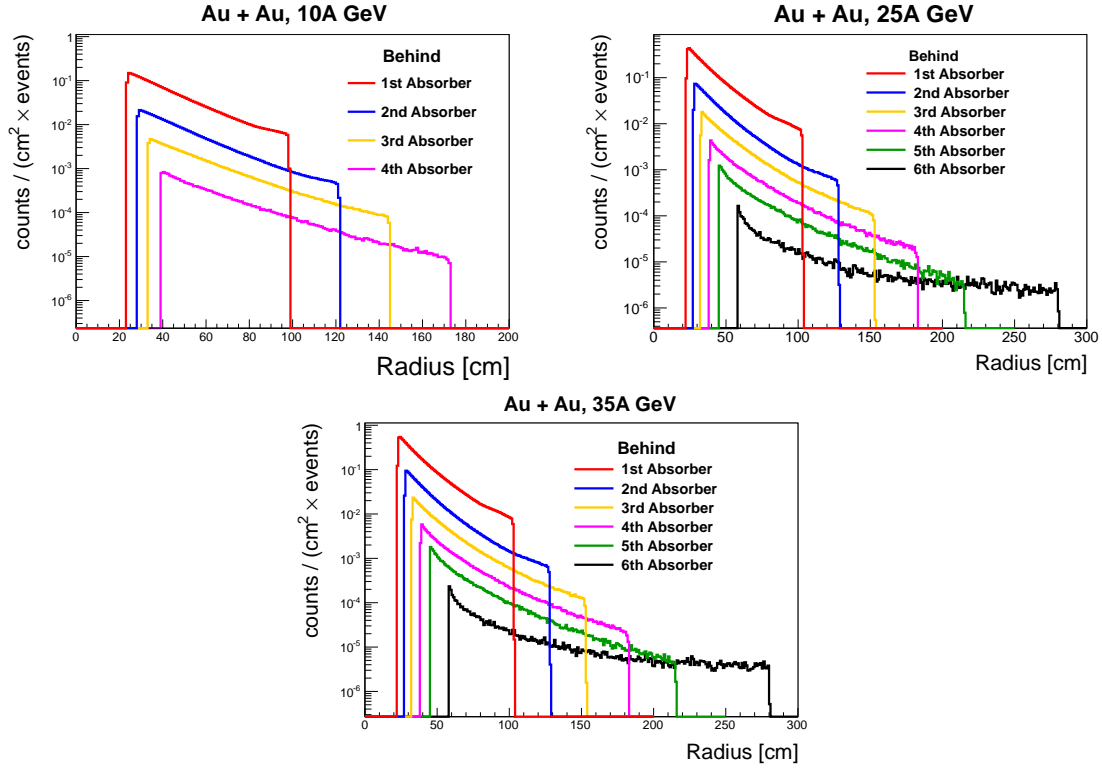 Au + Au, 10A GeV
counts / (cm² × events)
1
10⁻¹
10⁻²
10⁻³
10⁻⁴
10⁻⁵
10⁻⁶
Behind
1st Absorber
2nd Absorber
3rd Absorber
4th Absorber
0 20 40 60 80 100 120 140 160 180 200
Radius [cm]
Au + Au, 25A GeV
counts / (cm² × events)
1
10⁻¹
10⁻²
10⁻³
10⁻⁴
10⁻⁵
10⁻⁶
Behind
1st Absorber
2nd Absorber
3rd Absorber
4th Absorber
5th Absorber
6th Absorber
0 50 100 150 200 250 300
Radius [cm]
Au + Au, 35A GeV
counts / (cm² × events)
1
10⁻¹
10⁻²
10⁻³
10⁻⁴
10⁻⁵
10⁻⁶
Behind
1st Absorber
2nd Absorber
3rd Absorber
4th Absorber
5th Absorber
6th Absorber
0 50 100 150 200 250 300
Radius [cm]